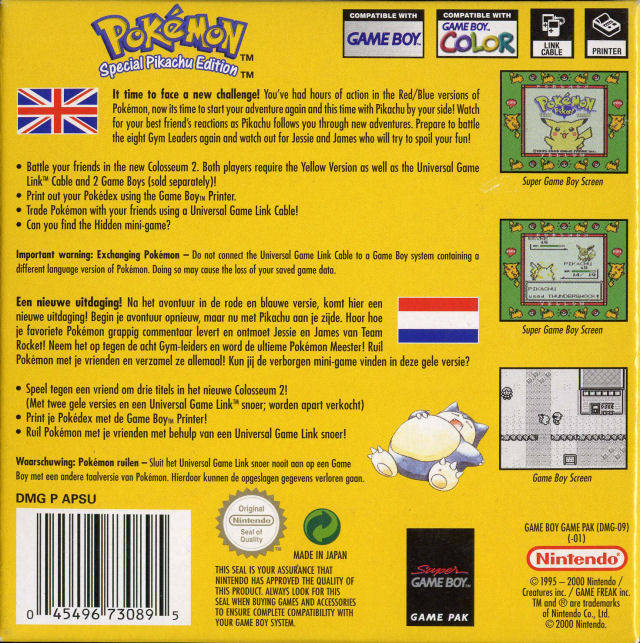 POKéMON™
Special Pikachu Edition™
COMPATIBLE WITH
GAME BOY™
COMPATIBLE WITH
GAME BOY
COLOR
LINK
CABLE
PRINTER
It time to face a new challenge! You've had hours of action in the Red/Blue versions of
Pokémon, now its time to start your adventure again and this time with Pikachu by your side! Watch
for your best friend's reactions as Pikachu follows you through new adventures. Prepare to battle
the eight Gym Leaders again and watch out for Jessie and James who will try to spoil your fun!
• Battle your friends in the new Colosseum 2. Both players require the Yellow Version as well as the Universal Game
Link™ Cable and 2 Game Boys (sold separately)!
• Print out your Pokédex using the Game Boy™ Printer.
• Trade Pokémon with your friends using a Universal Game Link Cable!
• Can you find the Hidden mini-game?
Important warning: Exchanging Pokémon – Do not connect the Universal Game Link Cable to a Game Boy system containing a
different language version of Pokémon. Doing so may cause the loss of your saved game data.
Super Game Boy Screen
PIKACHU
PIKACHU
used THUNDERSHOCK!
Super Game Boy Screen
Game Boy Screen
Een nieuwe uitdaging! Na het avontuur in de rode en blauwe versie, komt hier een
nieuwe uitdaging! Begin je avontuur opnieuw, maar nu met Pikachu aan je zijde. Hoor hoe
je favoriete Pokémon grappig commentaar levert en ontmoet Jessie en James van Team
Rocket! Neem het op tegen de acht Gym-leiders en word de ultieme Pokémon Meester! Ruil
Pokémon met je vrienden en verzamel ze allemaal! Kun jij de verborgen mini-game vinden in deze gele versie?
• Speel tegen een vriend om drie titels in het nieuwe Colosseum 2!
(Met twee gele versies en een Universal Game Link™ snoer; worden apart verkocht)
• Print je Pokédex met de Game Boy™ Printer!
• Ruil Pokémon met je vrienden met behulp van een Universal Game Link snoer!
Waarschuwing: Pokémon ruilen – Sluit het Universal Game Link snoer nooit aan op een Game
Boy met een andere taalversie van Pokémon. Hierdoor kunnen de opgeslagen gegevens verloren gaan.
DMG P APSU
0 45496 73089 5
Original
Nintendo
Seal of
Quality
MADE IN JAPAN
THIS SEAL IS YOUR ASSURANCE THAT
NINTENDO HAS APPROVED THE QUALITY OF
THIS PRODUCT. ALWAYS LOOK FOR THIS
SEAL WHEN BUYING GAMES AND ACCESSORIES
TO ENSURE COMPLETE COMPATIBILITY WITH
YOUR GAME BOY SYSTEM.
Super
GAME BOY™
GAME PAK
GAME BOY GAME PAK (DMG-09)
(-01)
Nintendo®
© 1995 – 2000 Nintendo /
Creatures inc. / GAME FREAK inc.
TM and ® are trademarks
of Nintendo Co., Ltd.
© 2000 Nintendo.